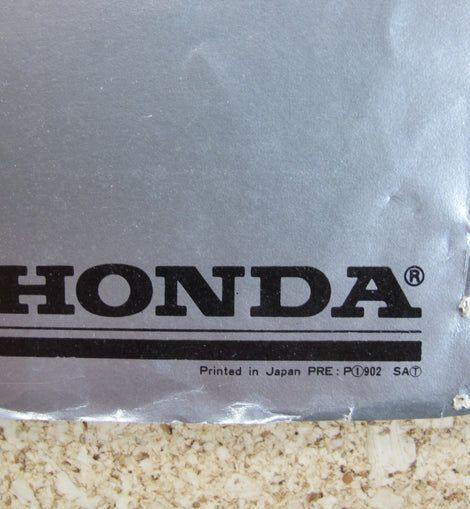 HONDA®
Printed in Japan PRE : P①902 SAⓉ